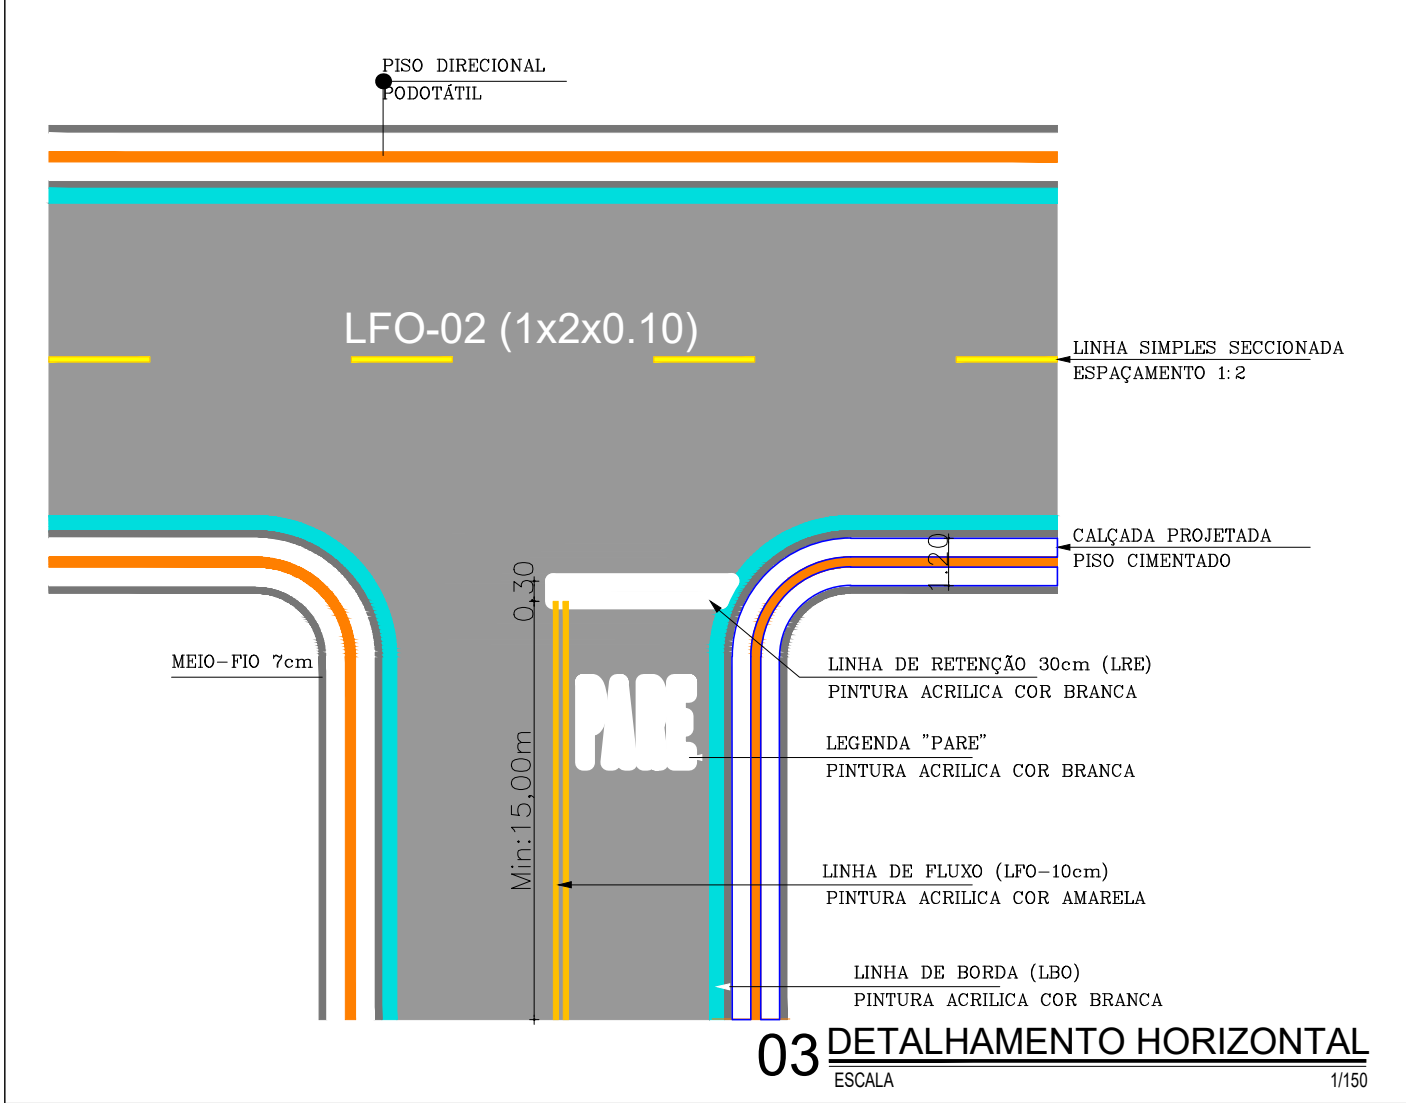 PISO DIRECIONAL
PODOTÁTIL
LFO-02 (1x2x0.10)
LINHA SIMPLES SECCIONADA
ESPAÇAMENTO 1:2
CALÇADA PROJETADA
PISO CIMENTADO
1.20
0,30
MEIO-FIO 7cm
LINHA DE RETENÇÃO 30cm (LRE)
PINTURA ACRILICA COR BRANCA
PARE
LEGENDA "PARE"
PINTURA ACRILICA COR BRANCA
Min:15,00m
LINHA DE FLUXO (LFO-10cm)
PINTURA ACRILICA COR AMARELA
LINHA DE BORDA (LBO)
PINTURA ACRILICA COR BRANCA
03 DETALHAMENTO HORIZONTAL
ESCALA 1/150